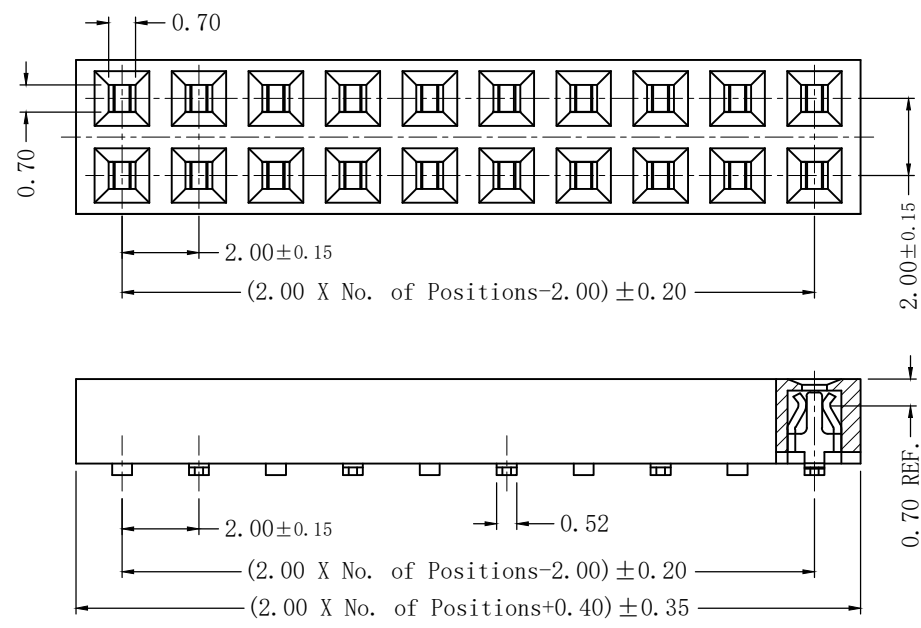 0.70
0.70
2.00±0.15
2.00±0.15
(2.00 X No. of Positions-2.00)±0.20
0.70 REF.
2.00±0.15
0.52
(2.00 X No. of Positions-2.00)±0.20
(2.00 X No. of Positions+0.40)±0.35